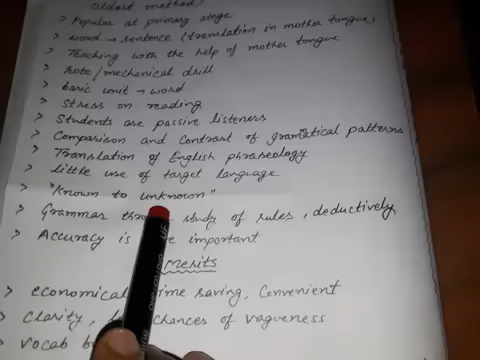 oldest method)
> Popular at primary stage
> word → sentence (translation in mother tongue)
> Teaching with the help of mother tongue
> Rote/mechanical drill
> basic unit → word
> Stress on reading
> Students are passive listeners
> Comparison and contrast of gramatical patterns
> Translation of English phraseology
> little use of target language
> "Known to unknown"
> Grammar study of rules, deductively
> Accuracy is important
Merits
> economical, time saving, Convenient
> Clarity, chances of vagueness
> Vocab